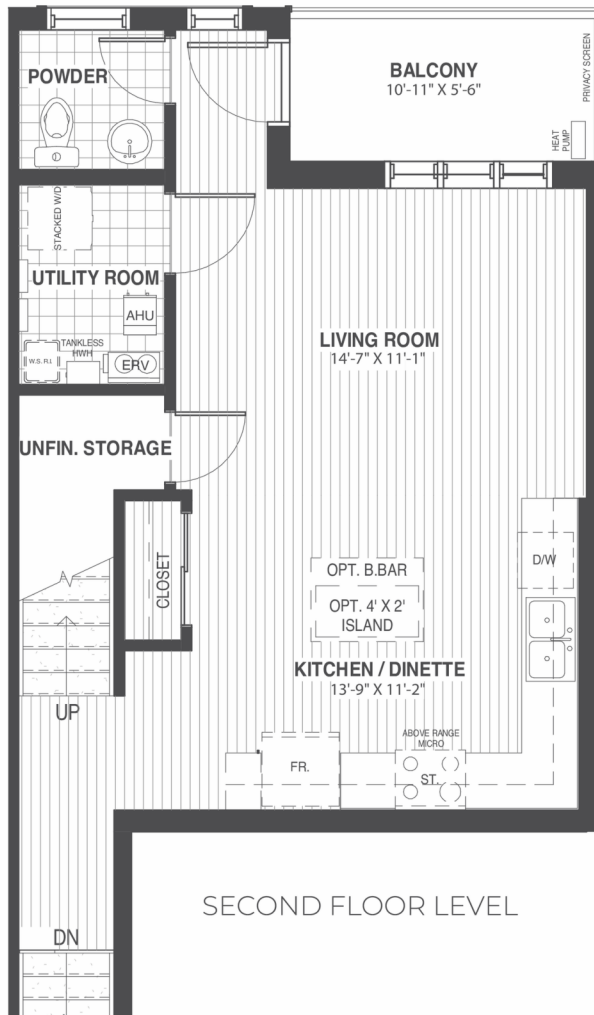 POWDER
BALCONY
10'-11" X 5'-6"
PRIVACY SCREEN
HEAT
PUMP
STACKED W/D
UTILITY ROOM
AHU
TANKLESS
HWH
W.S.R.I.
ERV
LIVING ROOM
14'-7" X 11'-1"
UNFIN. STORAGE
CLOSET
D/W
OPT. B.BAR
OPT. 4' X 2'
ISLAND
KITCHEN / DINETTE
13'-9" X 11'-2"
UP
ABOVE RANGE
MICRO
FR.
ST.
SECOND FLOOR LEVEL
DN